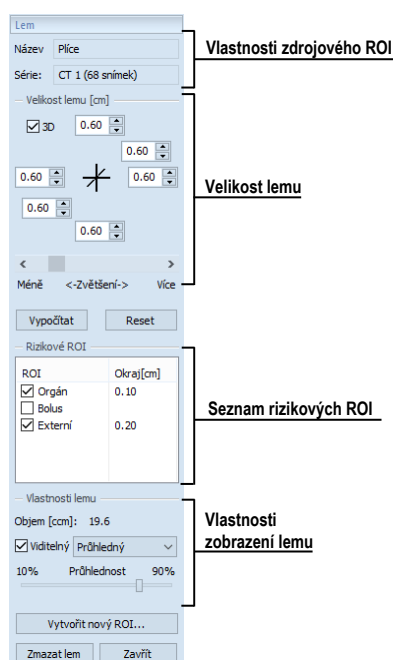 Lem
Název Plíce
Vlastnosti zdrojového ROI
Série: CT 1 (68 snímek)
Velikost lemu [cm]
3D 0.60
0.60
0.60 0.60
Velikost lemu
0.60
0.60
< >
Méně <-Zvětšení-> Více
Vypočítat Reset
Rizikové ROI
ROI Okraj[cm]
Orgán 0.10
Bolus
Seznam rizikových ROI
Externí 0.20
Vlastnosti lemu
Objem [ccm]: 19.6
Vlastnosti
zobrazení lemu
Viditelný Průhledný
10% Průhlednost 90%
Vytvořit nový ROI...
Zmazat lem Zavřít